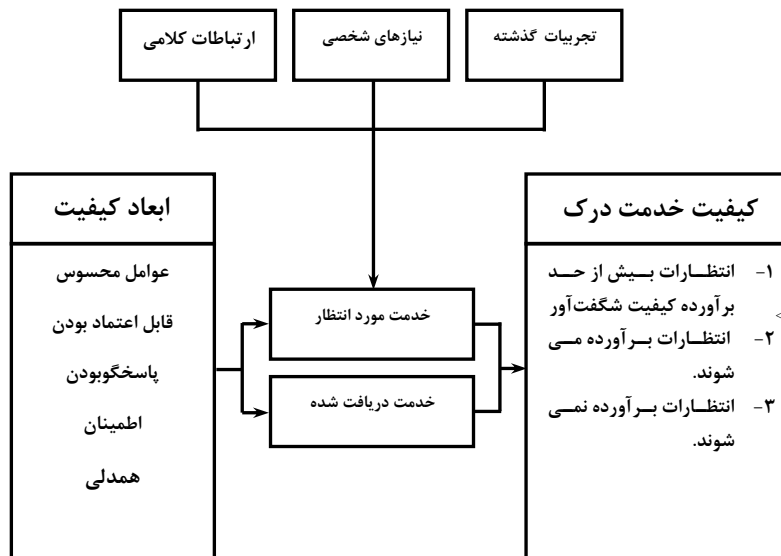 تجربیات گذشته
نیازهای شخصی
ارتباطات کلامی
کیفیت خدمت درک
۱- انتظارات بیش از حد
برآورده کیفیت شگفت‌آور
۲- انتظارات برآورده می
شوند.
۳- انتظارات برآورده نمی
شوند.
خدمت مورد انتظار
خدمت دریافت شده
ابعاد کیفیت
عوامل محسوس
قابل اعتماد بودن
پاسخگوبودن
اطمینان
همدلی